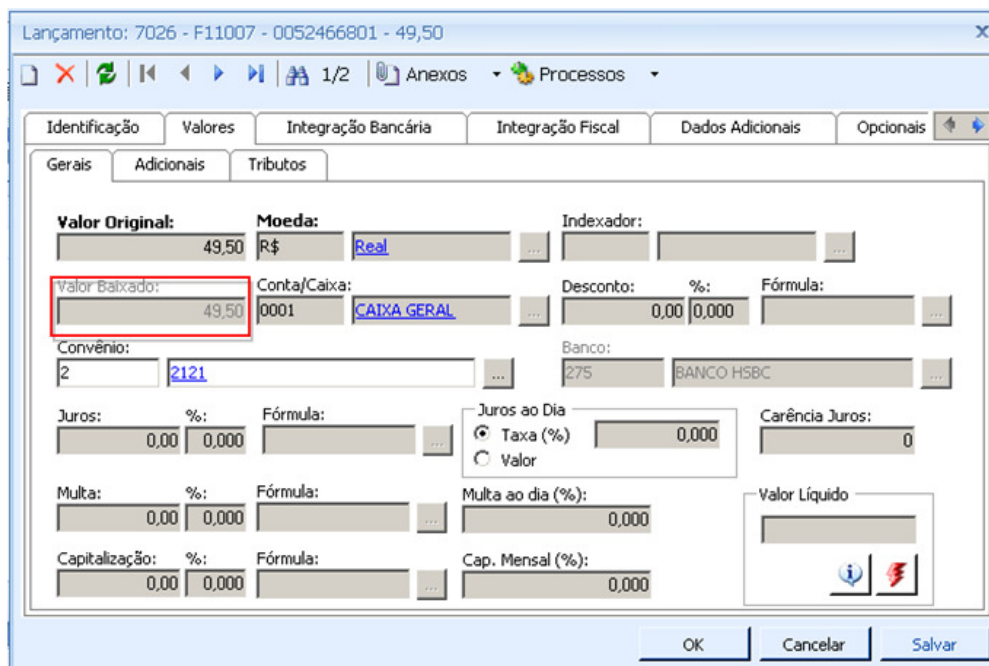 Lançamento: 7026 - F11007 - 0052466801 - 49,50
1/2 Anexos Processos
Identificação Valores Integração Bancária Integração Fiscal Dados Adicionais Opcionais
Gerais Adicionais Tributos
Valor Original: Moeda: Indexador:
49,50 R$ Real ...
Valor Baixado: Conta/Caixa: Desconto: %: Fórmula:
49,50 0001 CAIXA GERAL ... 0,00 0,000 ...
Convênio: Banco:
2 2121 ... 275 BANCO HSBC ...
Juros: %: Fórmula: Juros ao Dia Carência Juros:
0,00 0,000 ... Taxa (%) 0,000 0
Valor
Multa: %: Fórmula: Multa ao dia (%): Valor Líquido
0,00 0,000 ... 0,000
Capitalização: %: Fórmula: Cap. Mensal (%):
0,00 0,000 ... 0,000
OK Cancelar Salvar